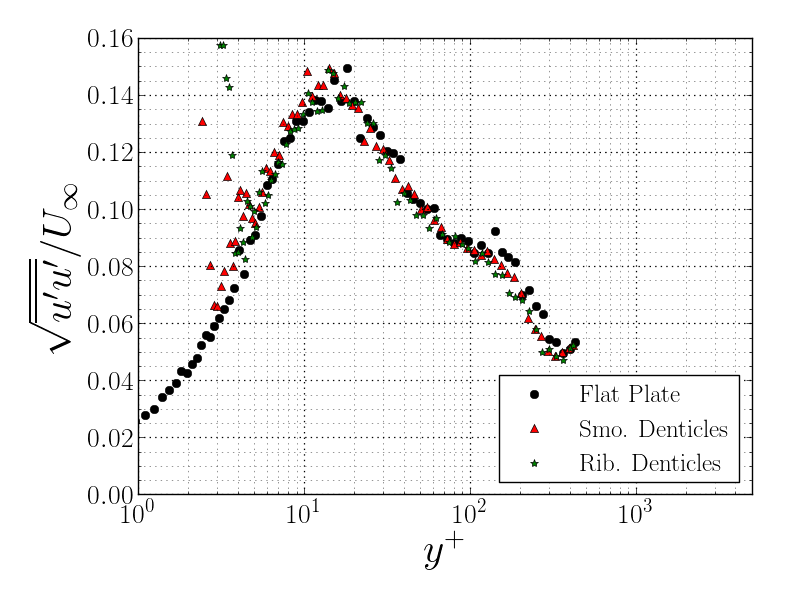 0.16
0.14
0.12
0.10
0.08
0.06
0.04
0.02
0.00
√u′u′/U∞
10⁰
10¹
10²
10³
y⁺
Flat Plate
Smo. Denticles
Rib. Denticles